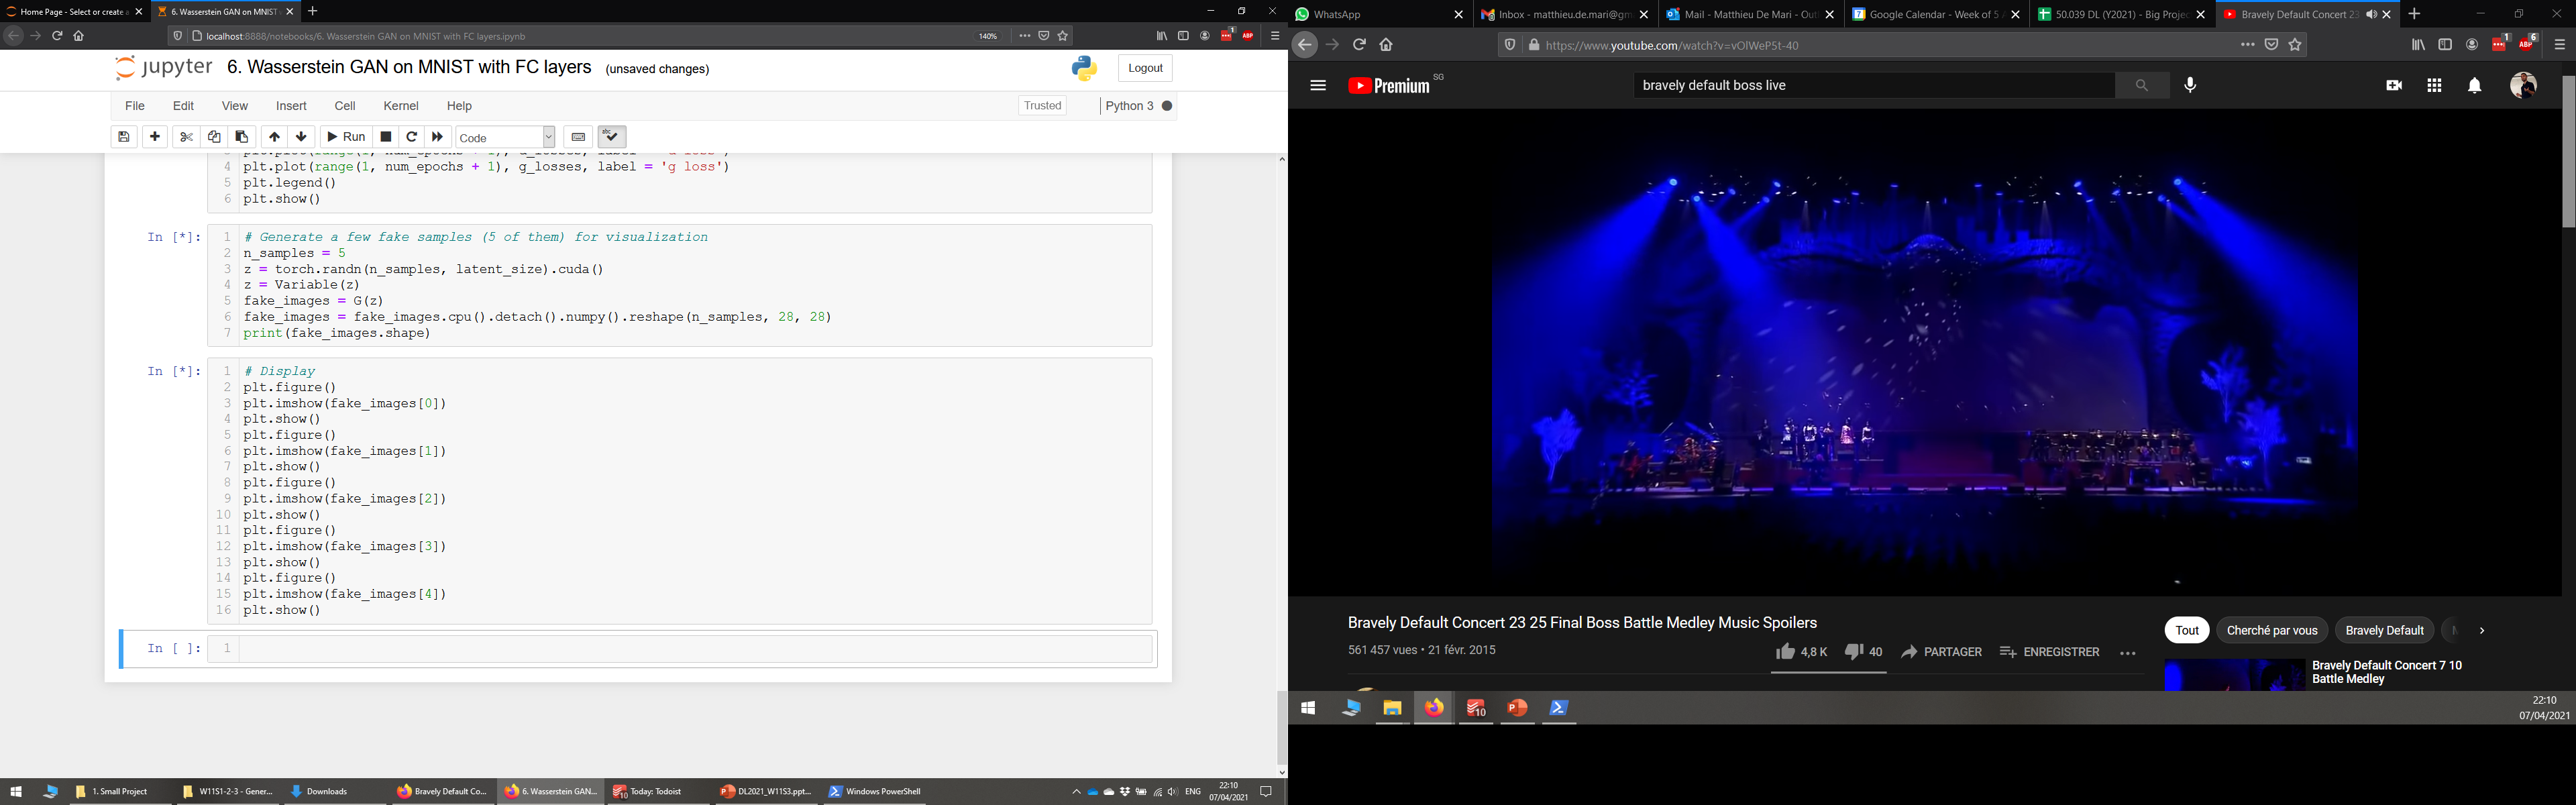 Home Page - Select or create a
6. Wasserstein GAN on MNIST
localhost:8888/notebooks/6. Wasserstein GAN on MNIST with FC layers.ipynb
140%
jupyter 6. Wasserstein GAN on MNIST with FC layers (unsaved changes)
Logout
File Edit View Insert Cell Kernel Help
Trusted
Python 3
Run
Code
4 plt.plot(range(1, num_epochs + 1), g_losses, label = 'g loss')
5 plt.legend()
6 plt.show()
In [*]:
1 # Generate a few fake samples (5 of them) for visualization
2 n_samples = 5
3 z = torch.randn(n_samples, latent_size).cuda()
4 z = Variable(z)
5 fake_images = G(z)
6 fake_images = fake_images.cpu().detach().numpy().reshape(n_samples, 28, 28)
7 print(fake_images.shape)
In [*]:
1 # Display
2 plt.figure()
3 plt.imshow(fake_images[0])
4 plt.show()
5 plt.figure()
6 plt.imshow(fake_images[1])
7 plt.show()
8 plt.figure()
9 plt.imshow(fake_images[2])
10 plt.show()
11 plt.figure()
12 plt.imshow(fake_images[3])
13 plt.show()
14 plt.figure()
15 plt.imshow(fake_images[4])
16 plt.show()
In [ ]:
1
1. Small Project
W11S1-2-3 - Gener...
Downloads
Bravely Default Co...
6. Wasserstein GAN...
Today: Todoist
DL2021_W11S3.ppt...
Windows PowerShell
ENG
22:10
07/04/2021
WhatsApp
Inbox - matthieu.de.mari@gm
Mail - Matthieu De Mari - Out
Google Calendar - Week of 5
50.039 DL (Y2021) - Big Projec
Bravely Default Concert 23
https://www.youtube.com/watch?v=vOlWeP5t-40
Premium SG
bravely default boss live
Bravely Default Concert 23 25 Final Boss Battle Medley Music Spoilers
561 457 vues • 21 févr. 2015
4,8 K
40
PARTAGER
ENREGISTRER
Tout
Cherché par vous
Bravely Default
Bravely Default Concert 7 10
Battle Medley
22:10
07/04/2021